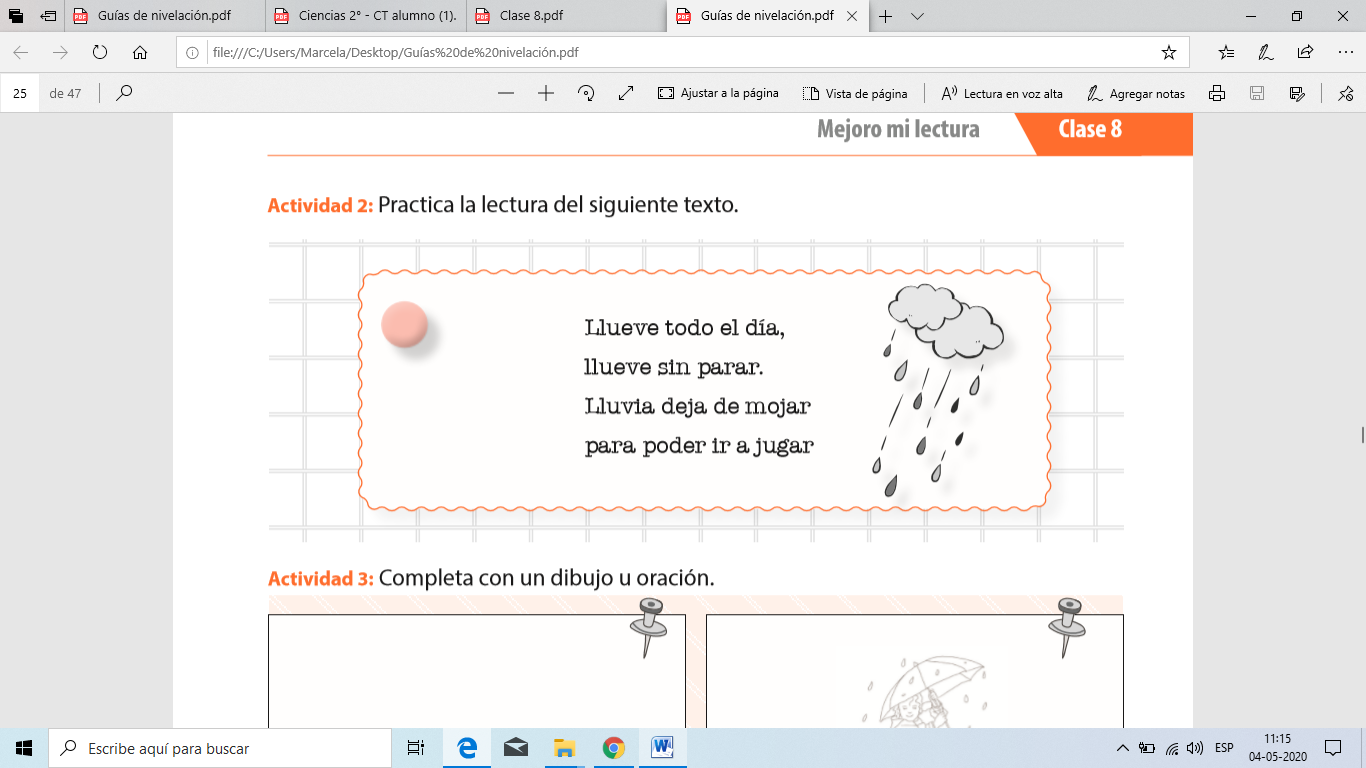 Guías de nivelación.pdf
Ciencias 2° - CT alumno (1).
Clase 8.pdf
Guías de nivelación.pdf
file:///C:/Users/Marcela/Desktop/Guías%20de%20nivelación.pdf
25 de 47
Ajustar a la página
Vista de página
Lectura en voz alta
Agregar notas
Mejoro mi lectura
Clase 8
Actividad 2: Practica la lectura del siguiente texto.
Llueve todo el día,
llueve sin parar.
Lluvia deja de mojar
para poder ir a jugar
Actividad 3: Completa con un dibujo u oración.
Escribe aquí para buscar
ESP
11:15
04-05-2020